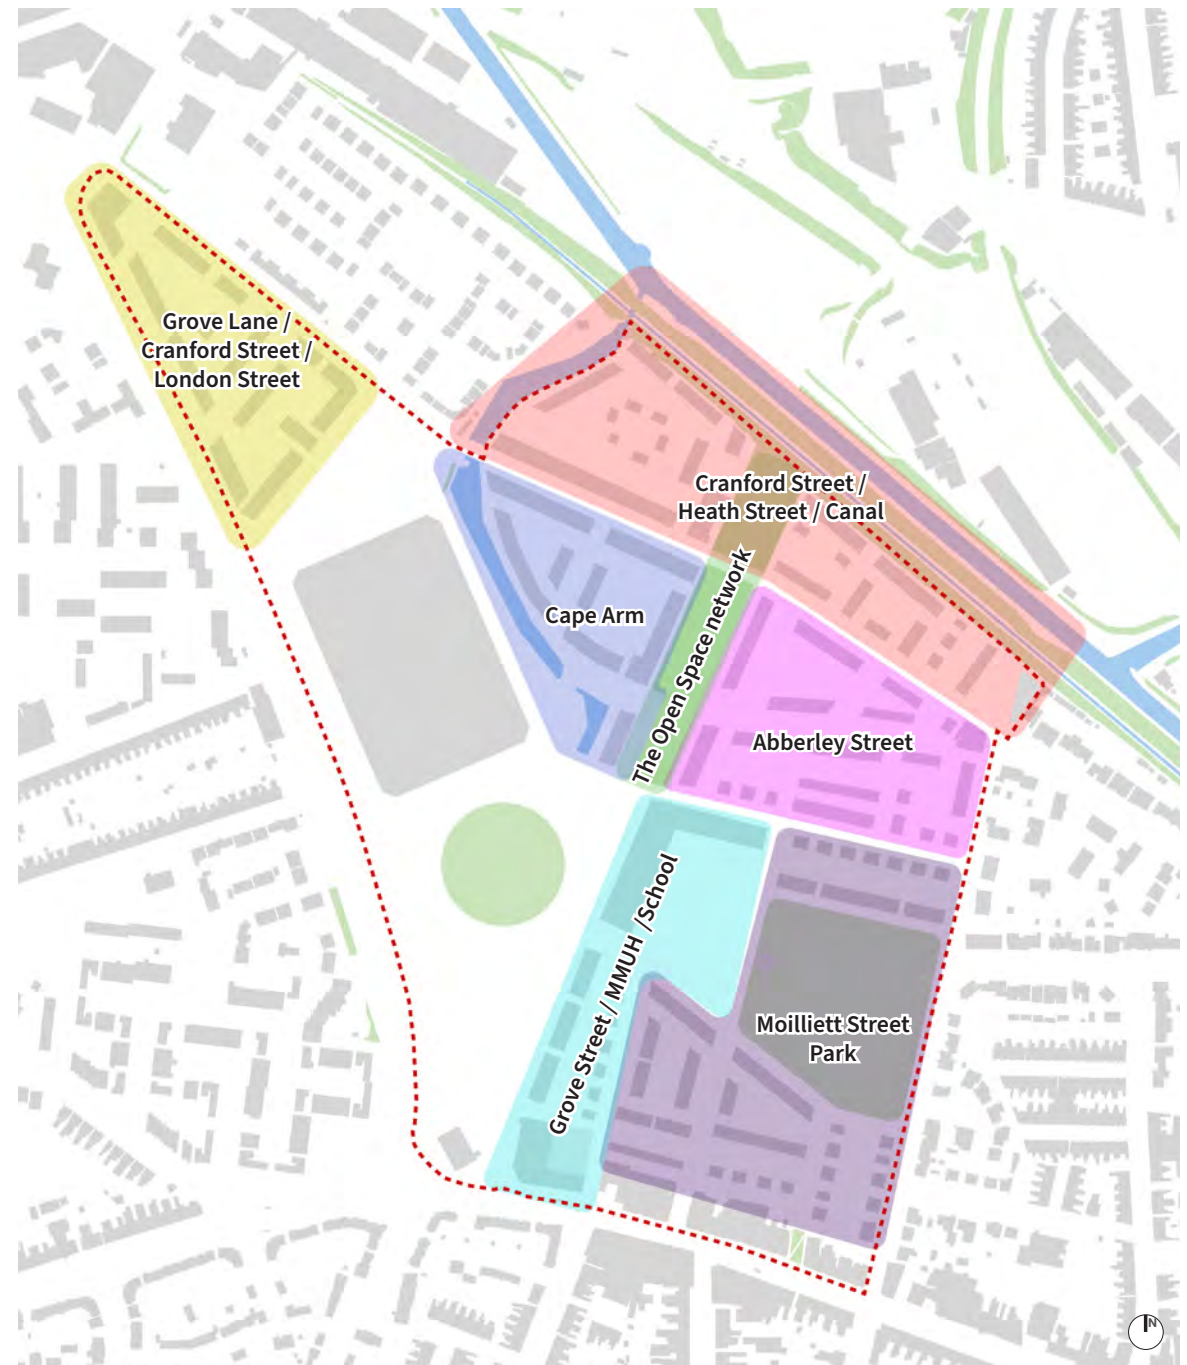 Grove Lane /
Cranford Street /
London Street
Cranford Street /
Heath Street / Canal
Cape Arm
The Open Space network
Abberley Street
Grove Street / MMUH /School
Moilliett Street
Park
N